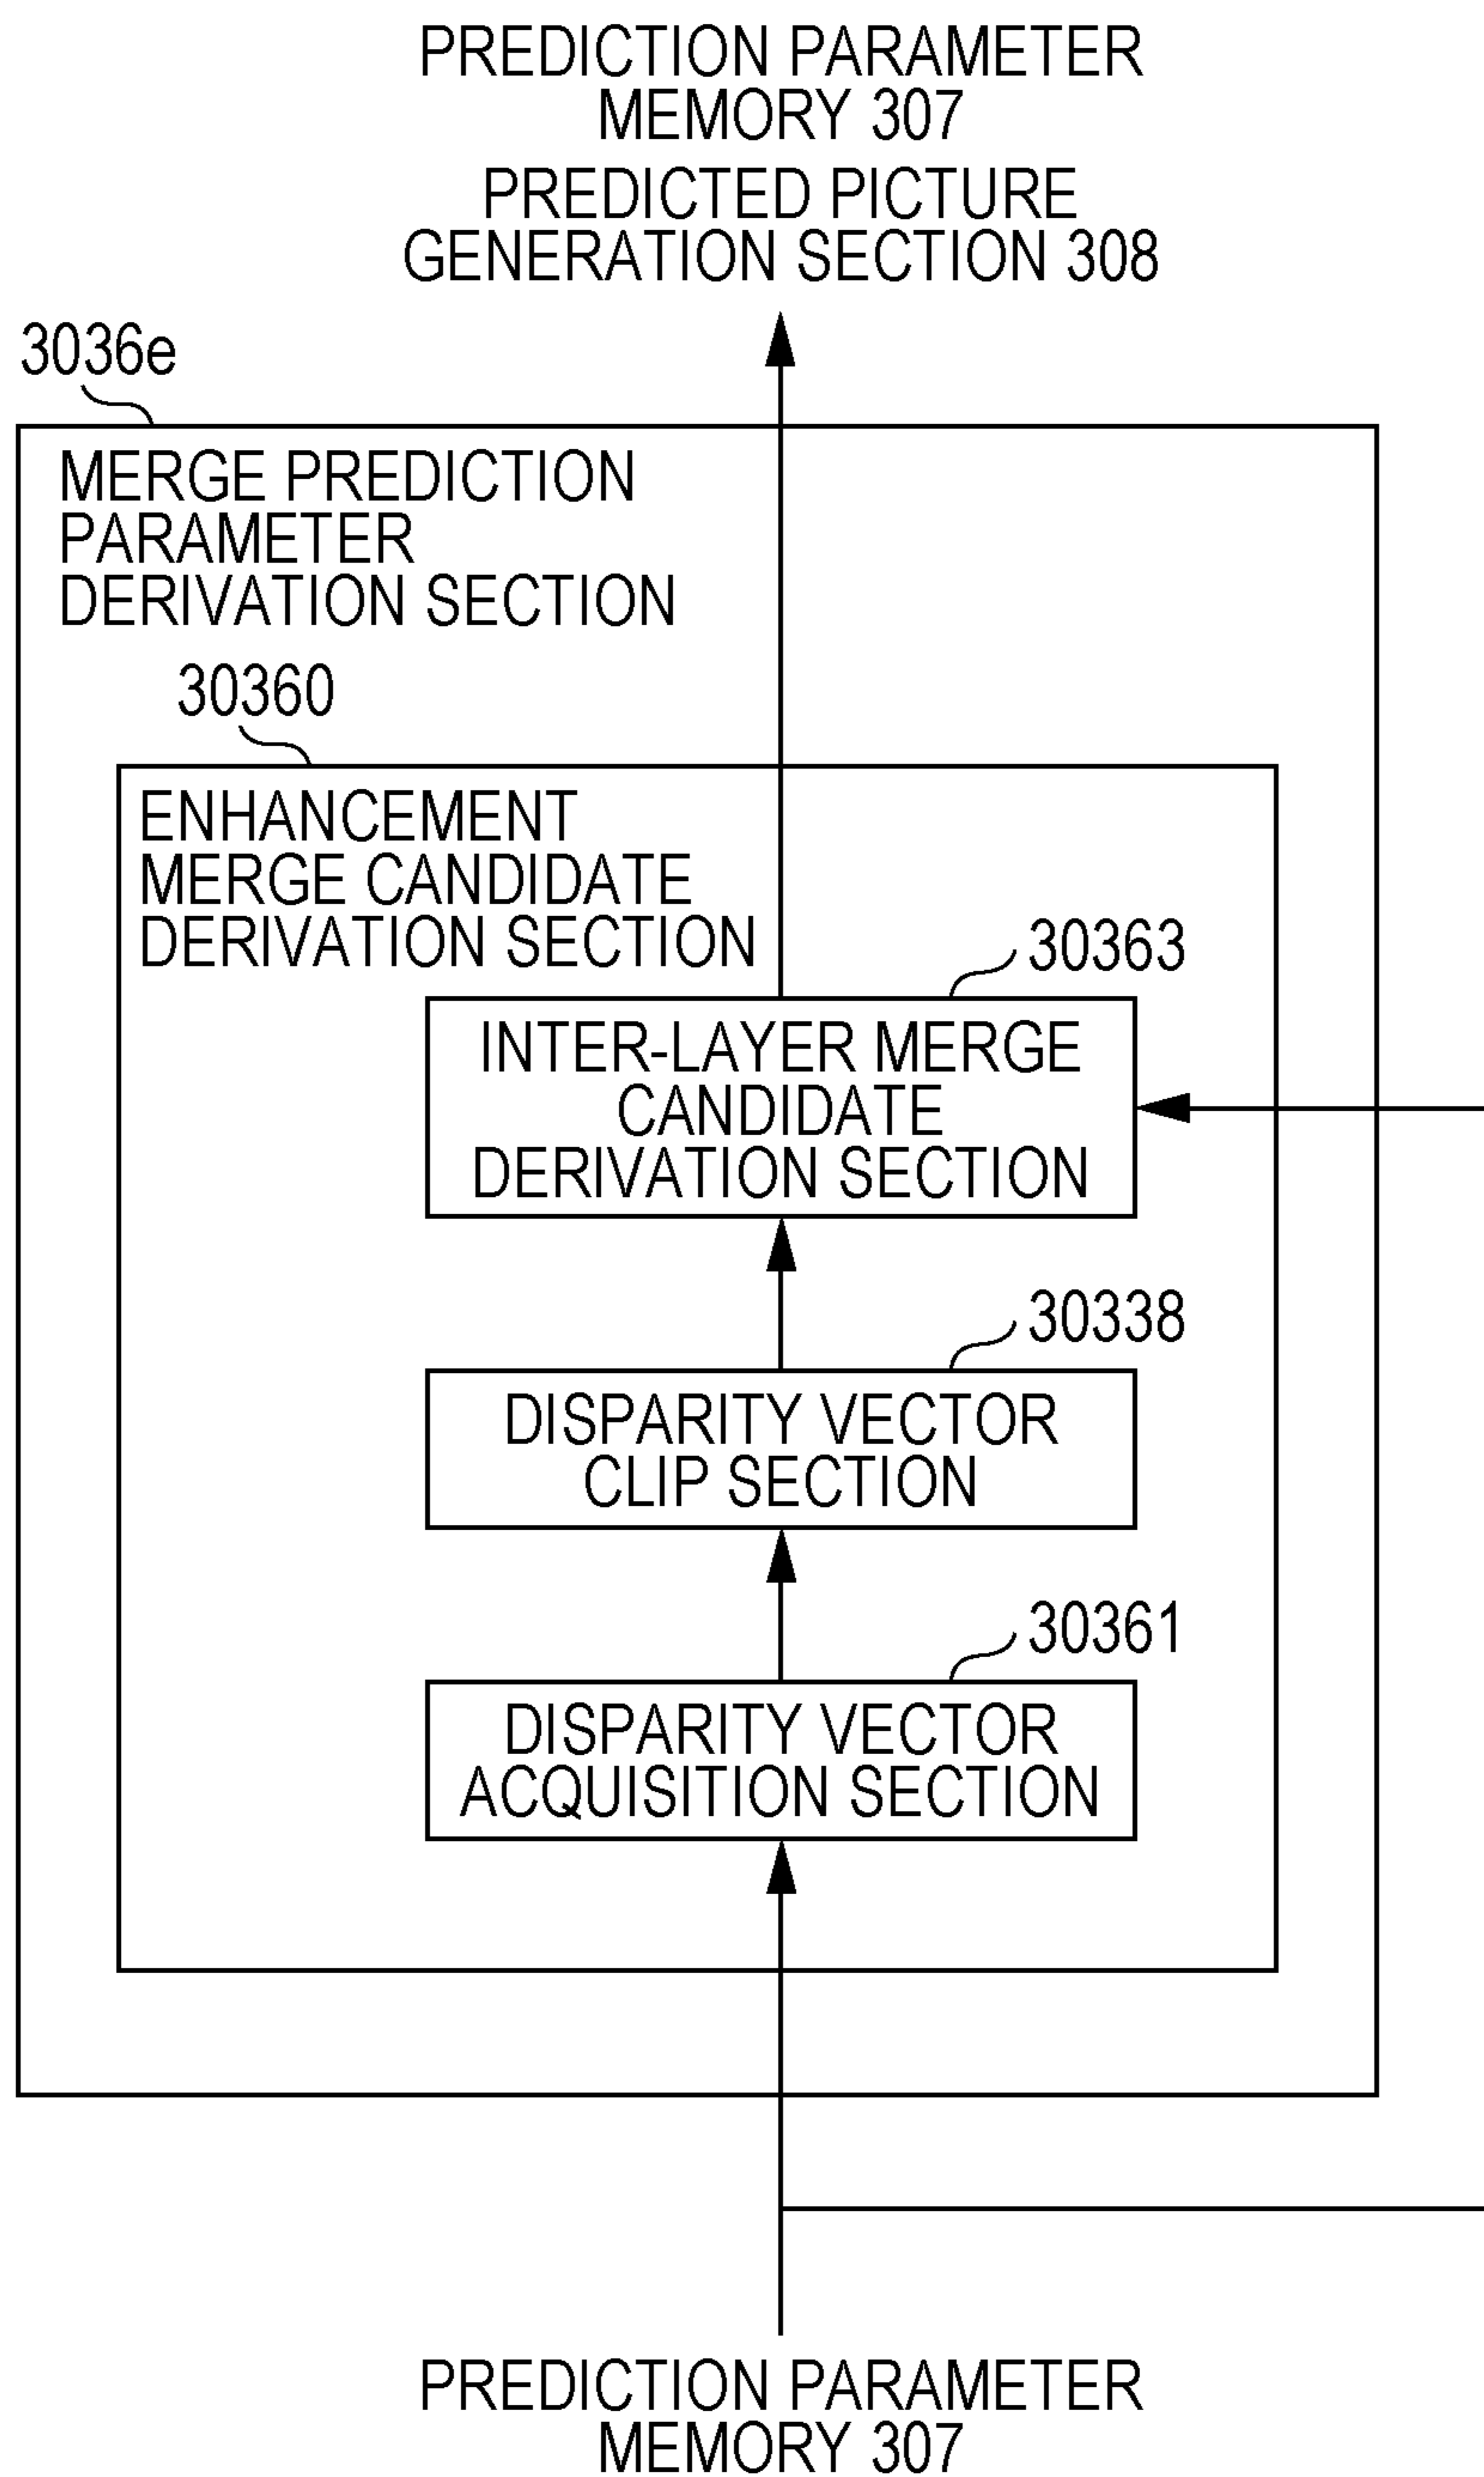 PREDICTION PARAMETER
MEMORY 307
PREDICTED PICTURE
GENERATION SECTION 308
3036e
MERGE PREDICTION
PARAMETER
DERIVATION SECTION
30360
ENHANCEMENT
MERGE CANDIDATE
DERIVATION SECTION
30363
INTER-LAYER MERGE
CANDIDATE
DERIVATION SECTION
30338
DISPARITY VECTOR
CLIP SECTION
30361
DISPARITY VECTOR
ACQUISITION SECTION
PREDICTION PARAMETER
MEMORY 307